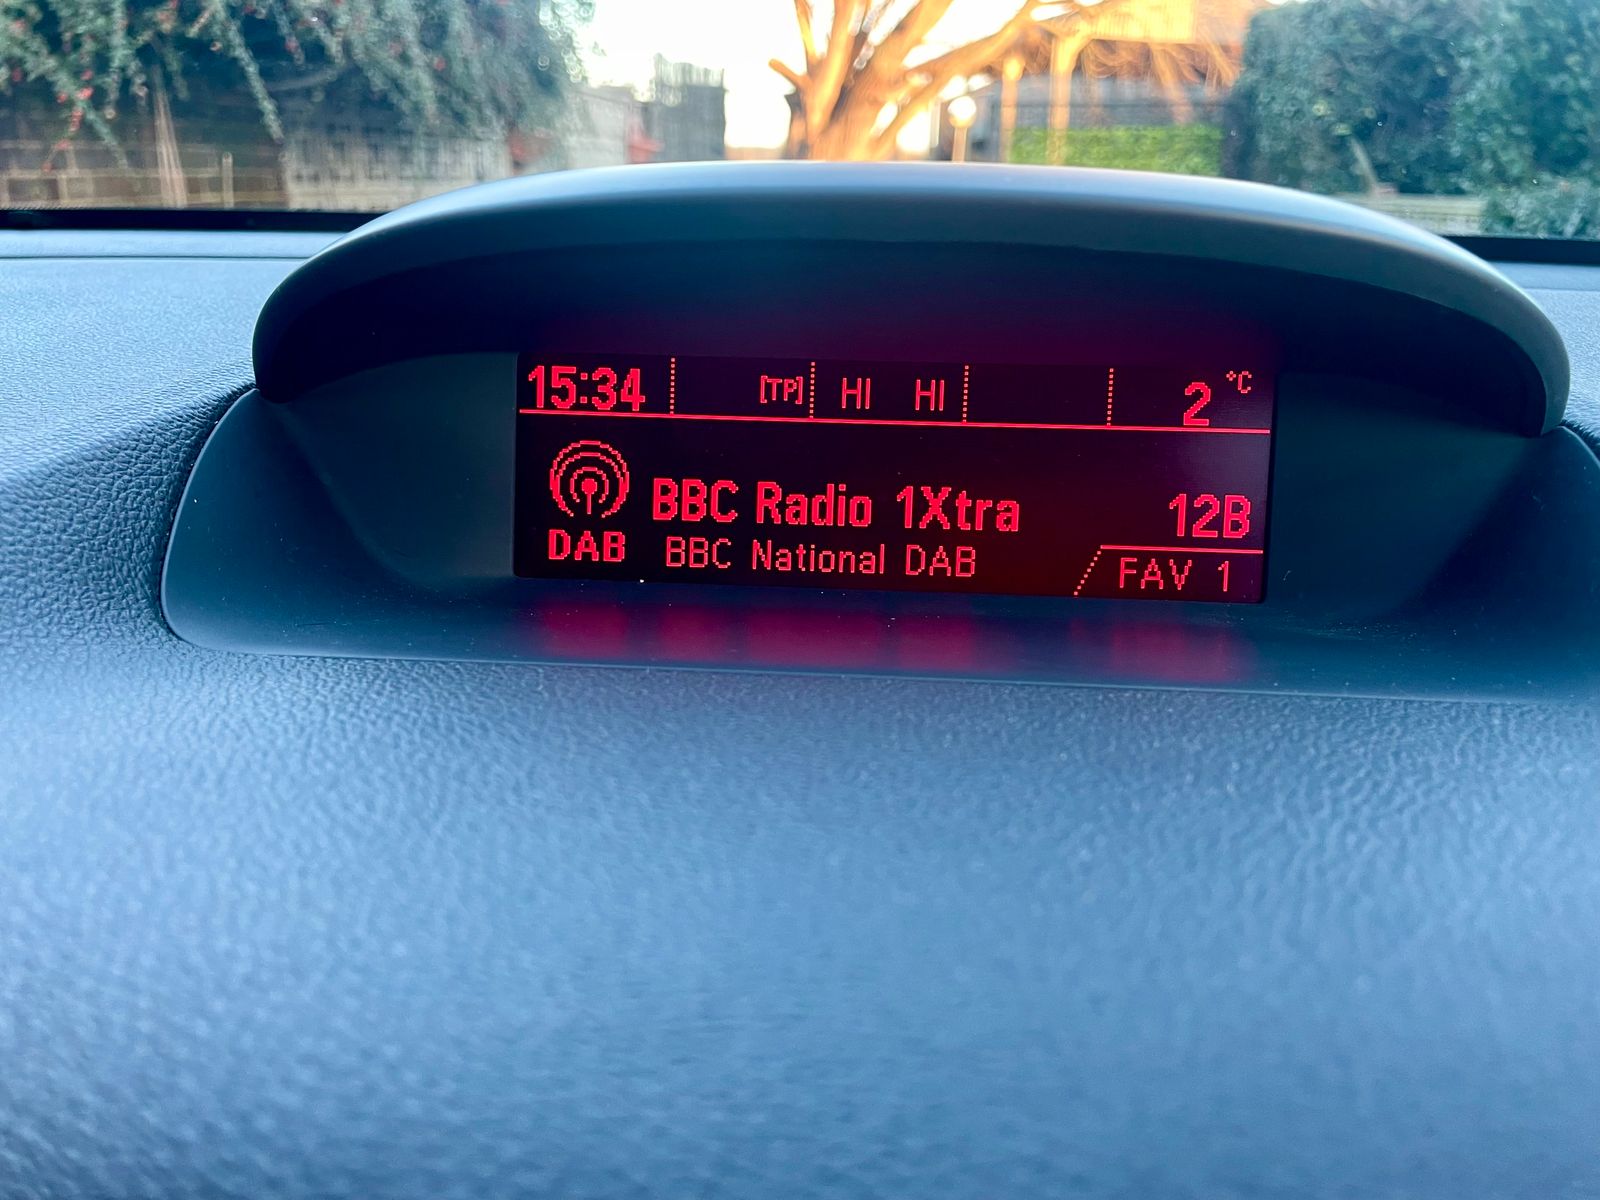 15:34 [TP] HI HI 2 °C
BBC Radio 1Xtra 12B
DAB BBC National DAB FAV 1